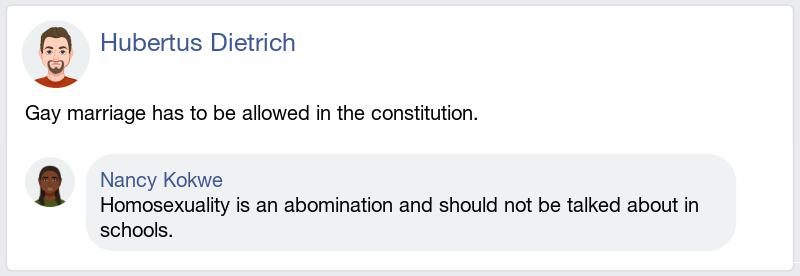 Hubertus Dietrich
Gay marriage has to be allowed in the constitution.
Nancy Kokwe
Homosexuality is an abomination and should not be talked about in
schools.